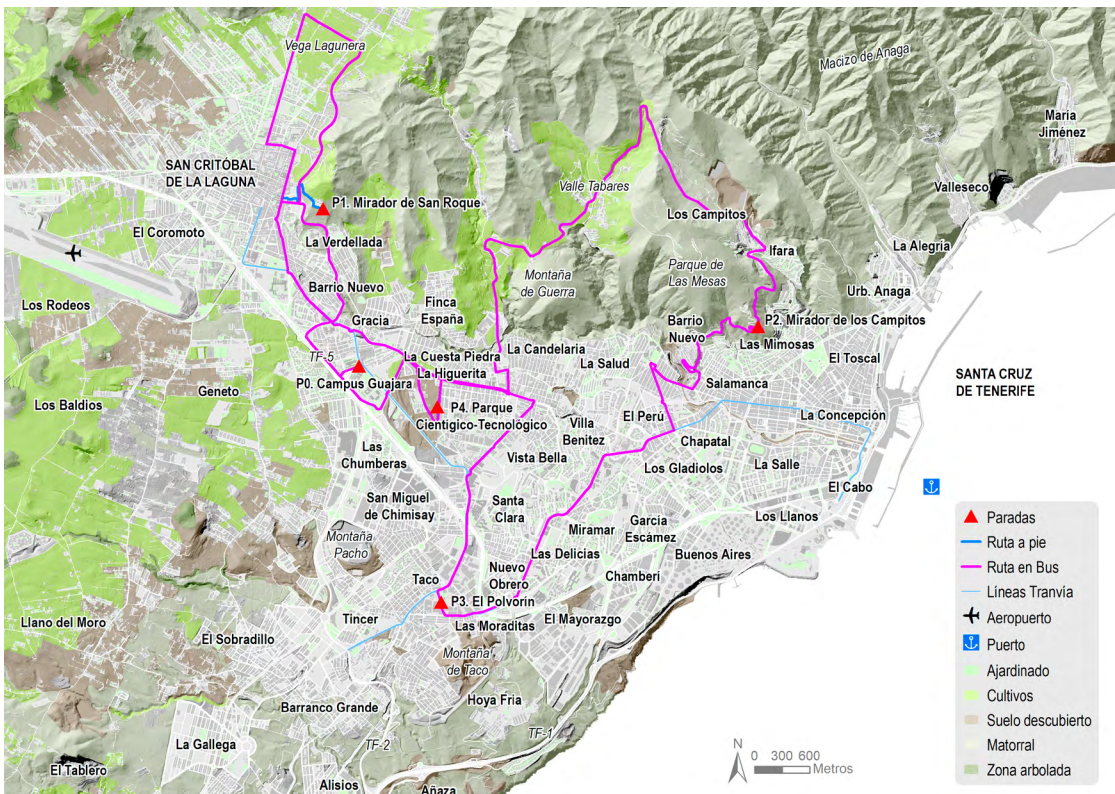 Vega Lagunera
Macizo de Anaga
María
Jiménez
SAN CRITÓBAL
DE LA LAGUNA
Valle Tabares
Valleseco
P1. Mirador de San Roque
Los Campitos
El Coromoto
La Verdellada
La Alegría
Ifara
Parque de
Las Mesas
Montaña
de Guerra
Barrio Nuevo
Urb. Anaga
Los Rodeos
Finca
España
Gracia
Barrio
Nuevo
P2. Mirador de los Campitos
Las Mimosas
TF-5
La Candelaria
El Toscal
La Cuesta Piedra
La Higuerita
La Salud
P0. Campus Guajara
Salamanca
SANTA CRUZ
DE TENERIFE
Geneto
Los Baldios
P4. Parque
Cientígico-Tecnológico
El Perú
La Concepción
Villa
Benitez
Chapatal
Las
Chumberas
Vista Bella
Los Gladiolos
La Salle
El Cabo
San Miguel
de Chimisay
Santa
Clara
Los Llanos
Miramar
García
Escámez
Montaña
Pacho
Las Delicias
Buenos Aires
Nuevo
Obrero
Chamberi
Taco
P3. El Polvorin
Llano del Moro
Tincer
Las Moraditas
El Mayorazgo
El Sobradillo
Montaña
de Taco
Hoya Fria
Barranco Grande
La Gallega
TF-2
TF-1
El Tablero
Alisios
Añaza
N
0 300 600
Metros
Paradas
Ruta a pie
Ruta en Bus
Líneas Tranvía
Aeropuerto
Puerto
Ajardinado
Cultivos
Suelo descubierto
Matorral
Zona arbolada